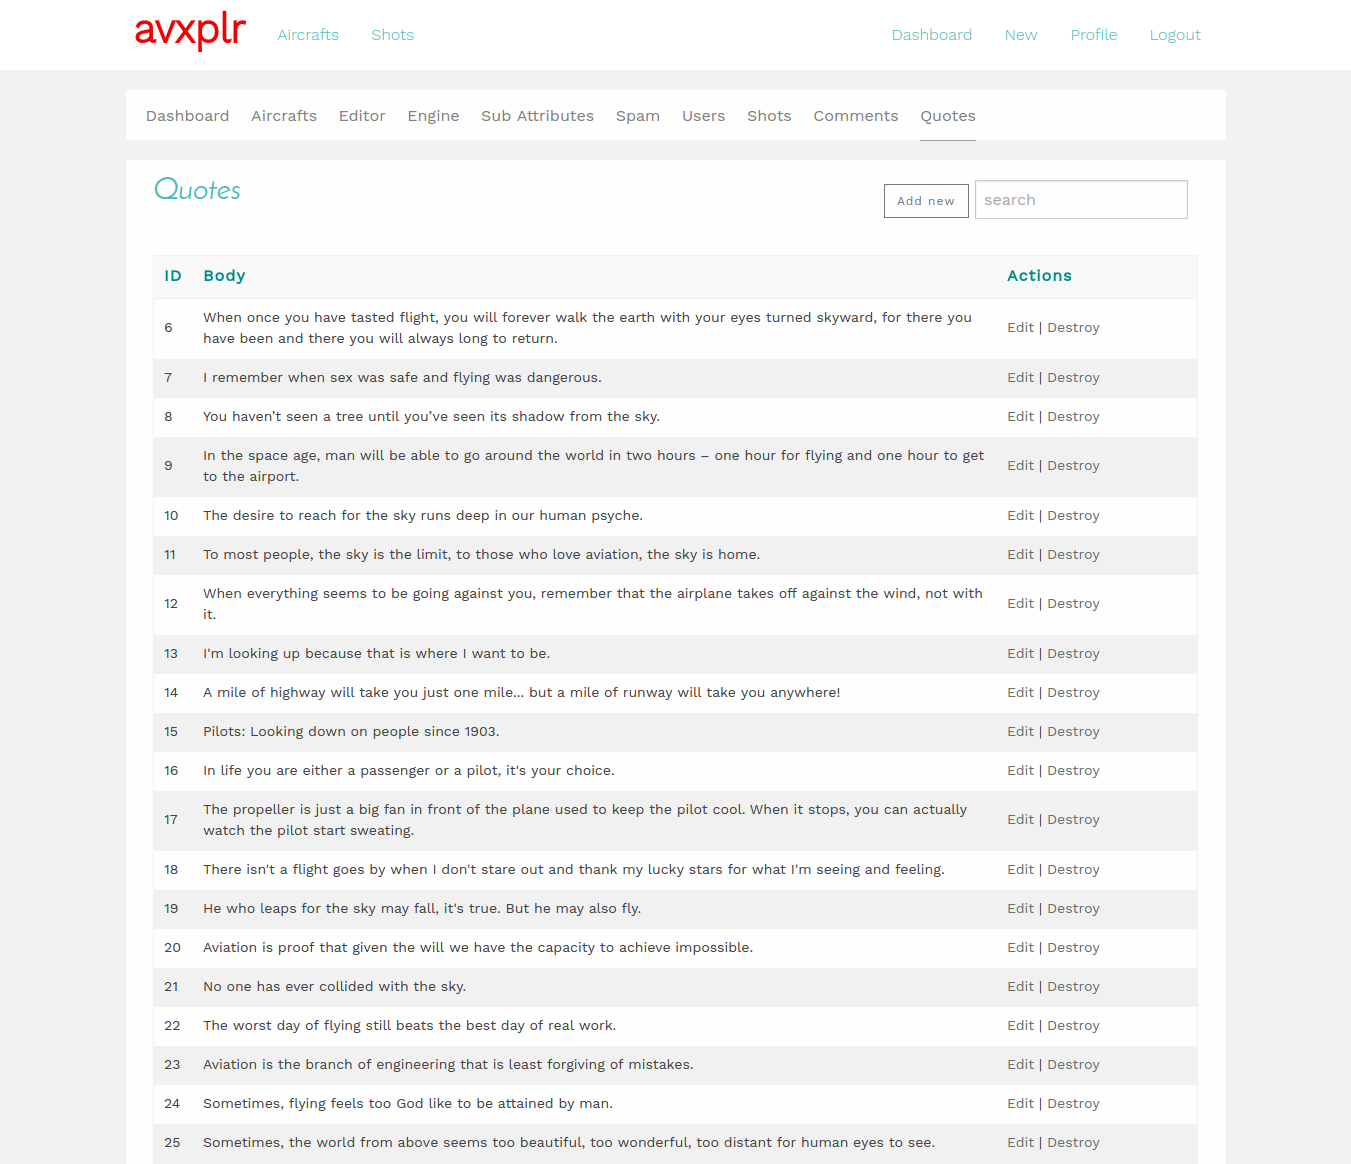 avxplr Aircrafts Shots Dashboard New Profile Logout
Dashboard Aircrafts Editor Engine Sub Attributes Spam Users Shots Comments Quotes
Quotes Add new search
ID Body Actions
6 When once you have tasted flight, you will forever walk the earth with your eyes turned skyward, for there you
have been and there you will always long to return. Edit | Destroy
7 I remember when sex was safe and flying was dangerous. Edit | Destroy
8 You haven’t seen a tree until you’ve seen its shadow from the sky. Edit | Destroy
9 In the space age, man will be able to go around the world in two hours – one hour for flying and one hour to get
to the airport. Edit | Destroy
10 The desire to reach for the sky runs deep in our human psyche. Edit | Destroy
11 To most people, the sky is the limit, to those who love aviation, the sky is home. Edit | Destroy
12 When everything seems to be going against you, remember that the airplane takes off against the wind, not with
it. Edit | Destroy
13 I'm looking up because that is where I want to be. Edit | Destroy
14 A mile of highway will take you just one mile... but a mile of runway will take you anywhere! Edit | Destroy
15 Pilots: Looking down on people since 1903. Edit | Destroy
16 In life you are either a passenger or a pilot, it's your choice. Edit | Destroy
17 The propeller is just a big fan in front of the plane used to keep the pilot cool. When it stops, you can actually
watch the pilot start sweating. Edit | Destroy
18 There isn't a flight goes by when I don't stare out and thank my lucky stars for what I'm seeing and feeling. Edit | Destroy
19 He who leaps for the sky may fall, it's true. But he may also fly. Edit | Destroy
20 Aviation is proof that given the will we have the capacity to achieve impossible. Edit | Destroy
21 No one has ever collided with the sky. Edit | Destroy
22 The worst day of flying still beats the best day of real work. Edit | Destroy
23 Aviation is the branch of engineering that is least forgiving of mistakes. Edit | Destroy
24 Sometimes, flying feels too God like to be attained by man. Edit | Destroy
25 Sometimes, the world from above seems too beautiful, too wonderful, too distant for human eyes to see. Edit | Destroy